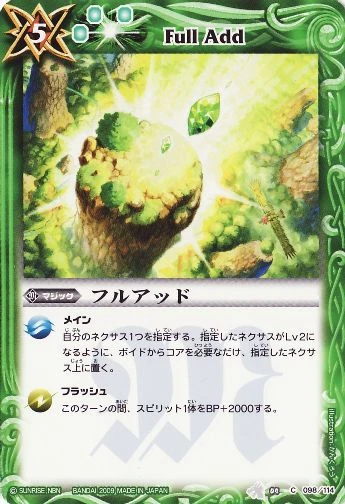 5
Full Add
マジック フルアッド
メイン
自分のネクサス1つを指定する。指定したネクサスがLv2に
なるように、ボイドからコアを必要なだけ、指定したネクサ
ス上に置く。
フラッシュ
このターンの間、スピリット1体をBP+2000する。
© SUNRISE, NBN BANDAI 2009 MADE IN JAPAN
C 098/114